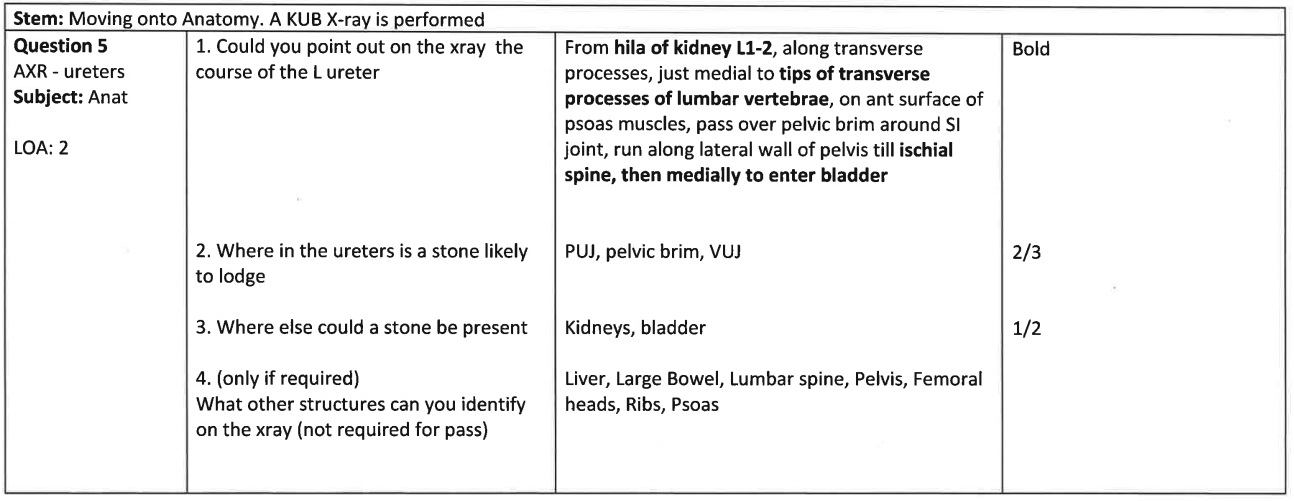 Stem: Moving onto Anatomy. A KUB X-ray is performed
Question 5
AXR - ureters
Subject: Anat
LOA: 2
1. Could you point out on the xray the
course of the L ureter
From hila of kidney L1-2, along transverse
processes, just medial to tips of transverse
processes of lumbar vertebrae, on ant surface of
psoas muscles, pass over pelvic brim around SI
joint, run along lateral wall of pelvis till ischial
spine, then medially to enter bladder
Bold
2. Where in the ureters is a stone likely
to lodge
PUJ, pelvic brim, VUJ
2/3
3. Where else could a stone be present
Kidneys, bladder
1/2
4. (only if required)
What other structures can you identify
on the xray (not required for pass)
Liver, Large Bowel, Lumbar spine, Pelvis, Femoral
heads, Ribs, Psoas